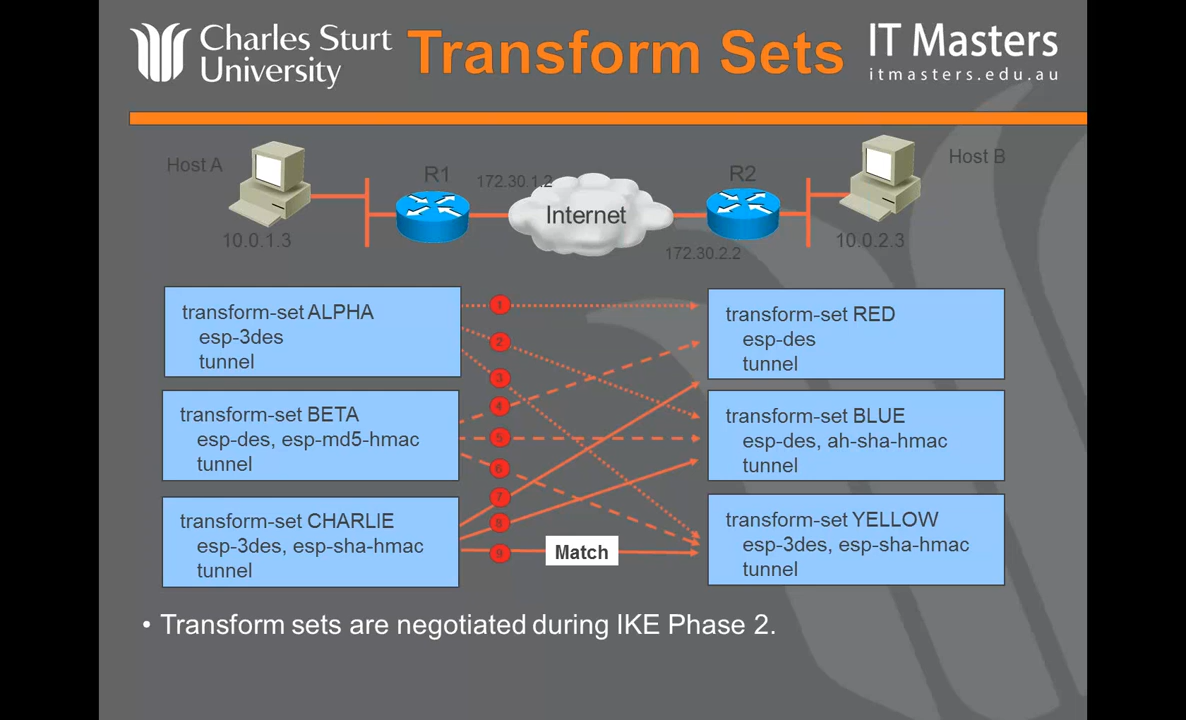 Charles Sturt
University
Transform Sets
IT Masters
itmasters.edu.au
Host A
R1
172.30.1.2
Internet
R2
Host B
10.0.1.3
172.30.2.2
10.0.2.3
transform-set ALPHA
esp-3des
tunnel
transform-set BETA
esp-des, esp-md5-hmac
tunnel
transform-set CHARLIE
esp-3des, esp-sha-hmac
tunnel
1
2
3
4
5
6
7
8
9
Match
transform-set RED
esp-des
tunnel
transform-set BLUE
esp-des, ah-sha-hmac
tunnel
transform-set YELLOW
esp-3des, esp-sha-hmac
tunnel
• Transform sets are negotiated during IKE Phase 2.